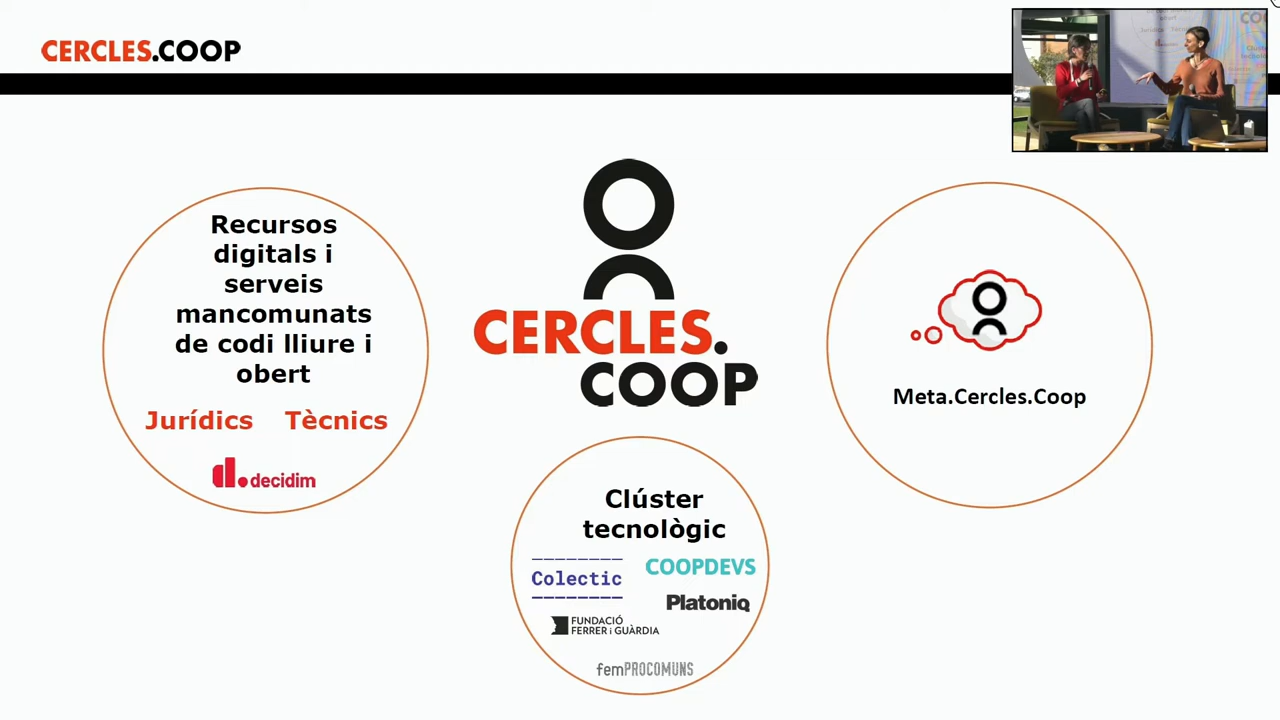 CERCLES.COOP
Recursos
digitals i
serveis
mancomunats
de codi lliure i
obert
Jurídics Tècnics
decidim
CERCLES.
COOP
Clúster
tecnològic
Colectic
COOPDEVS
Platoniq
FUNDACIÓ
FERRER i GUÀRDIA
femPROCOMUNS
Meta.Cercles.Coop